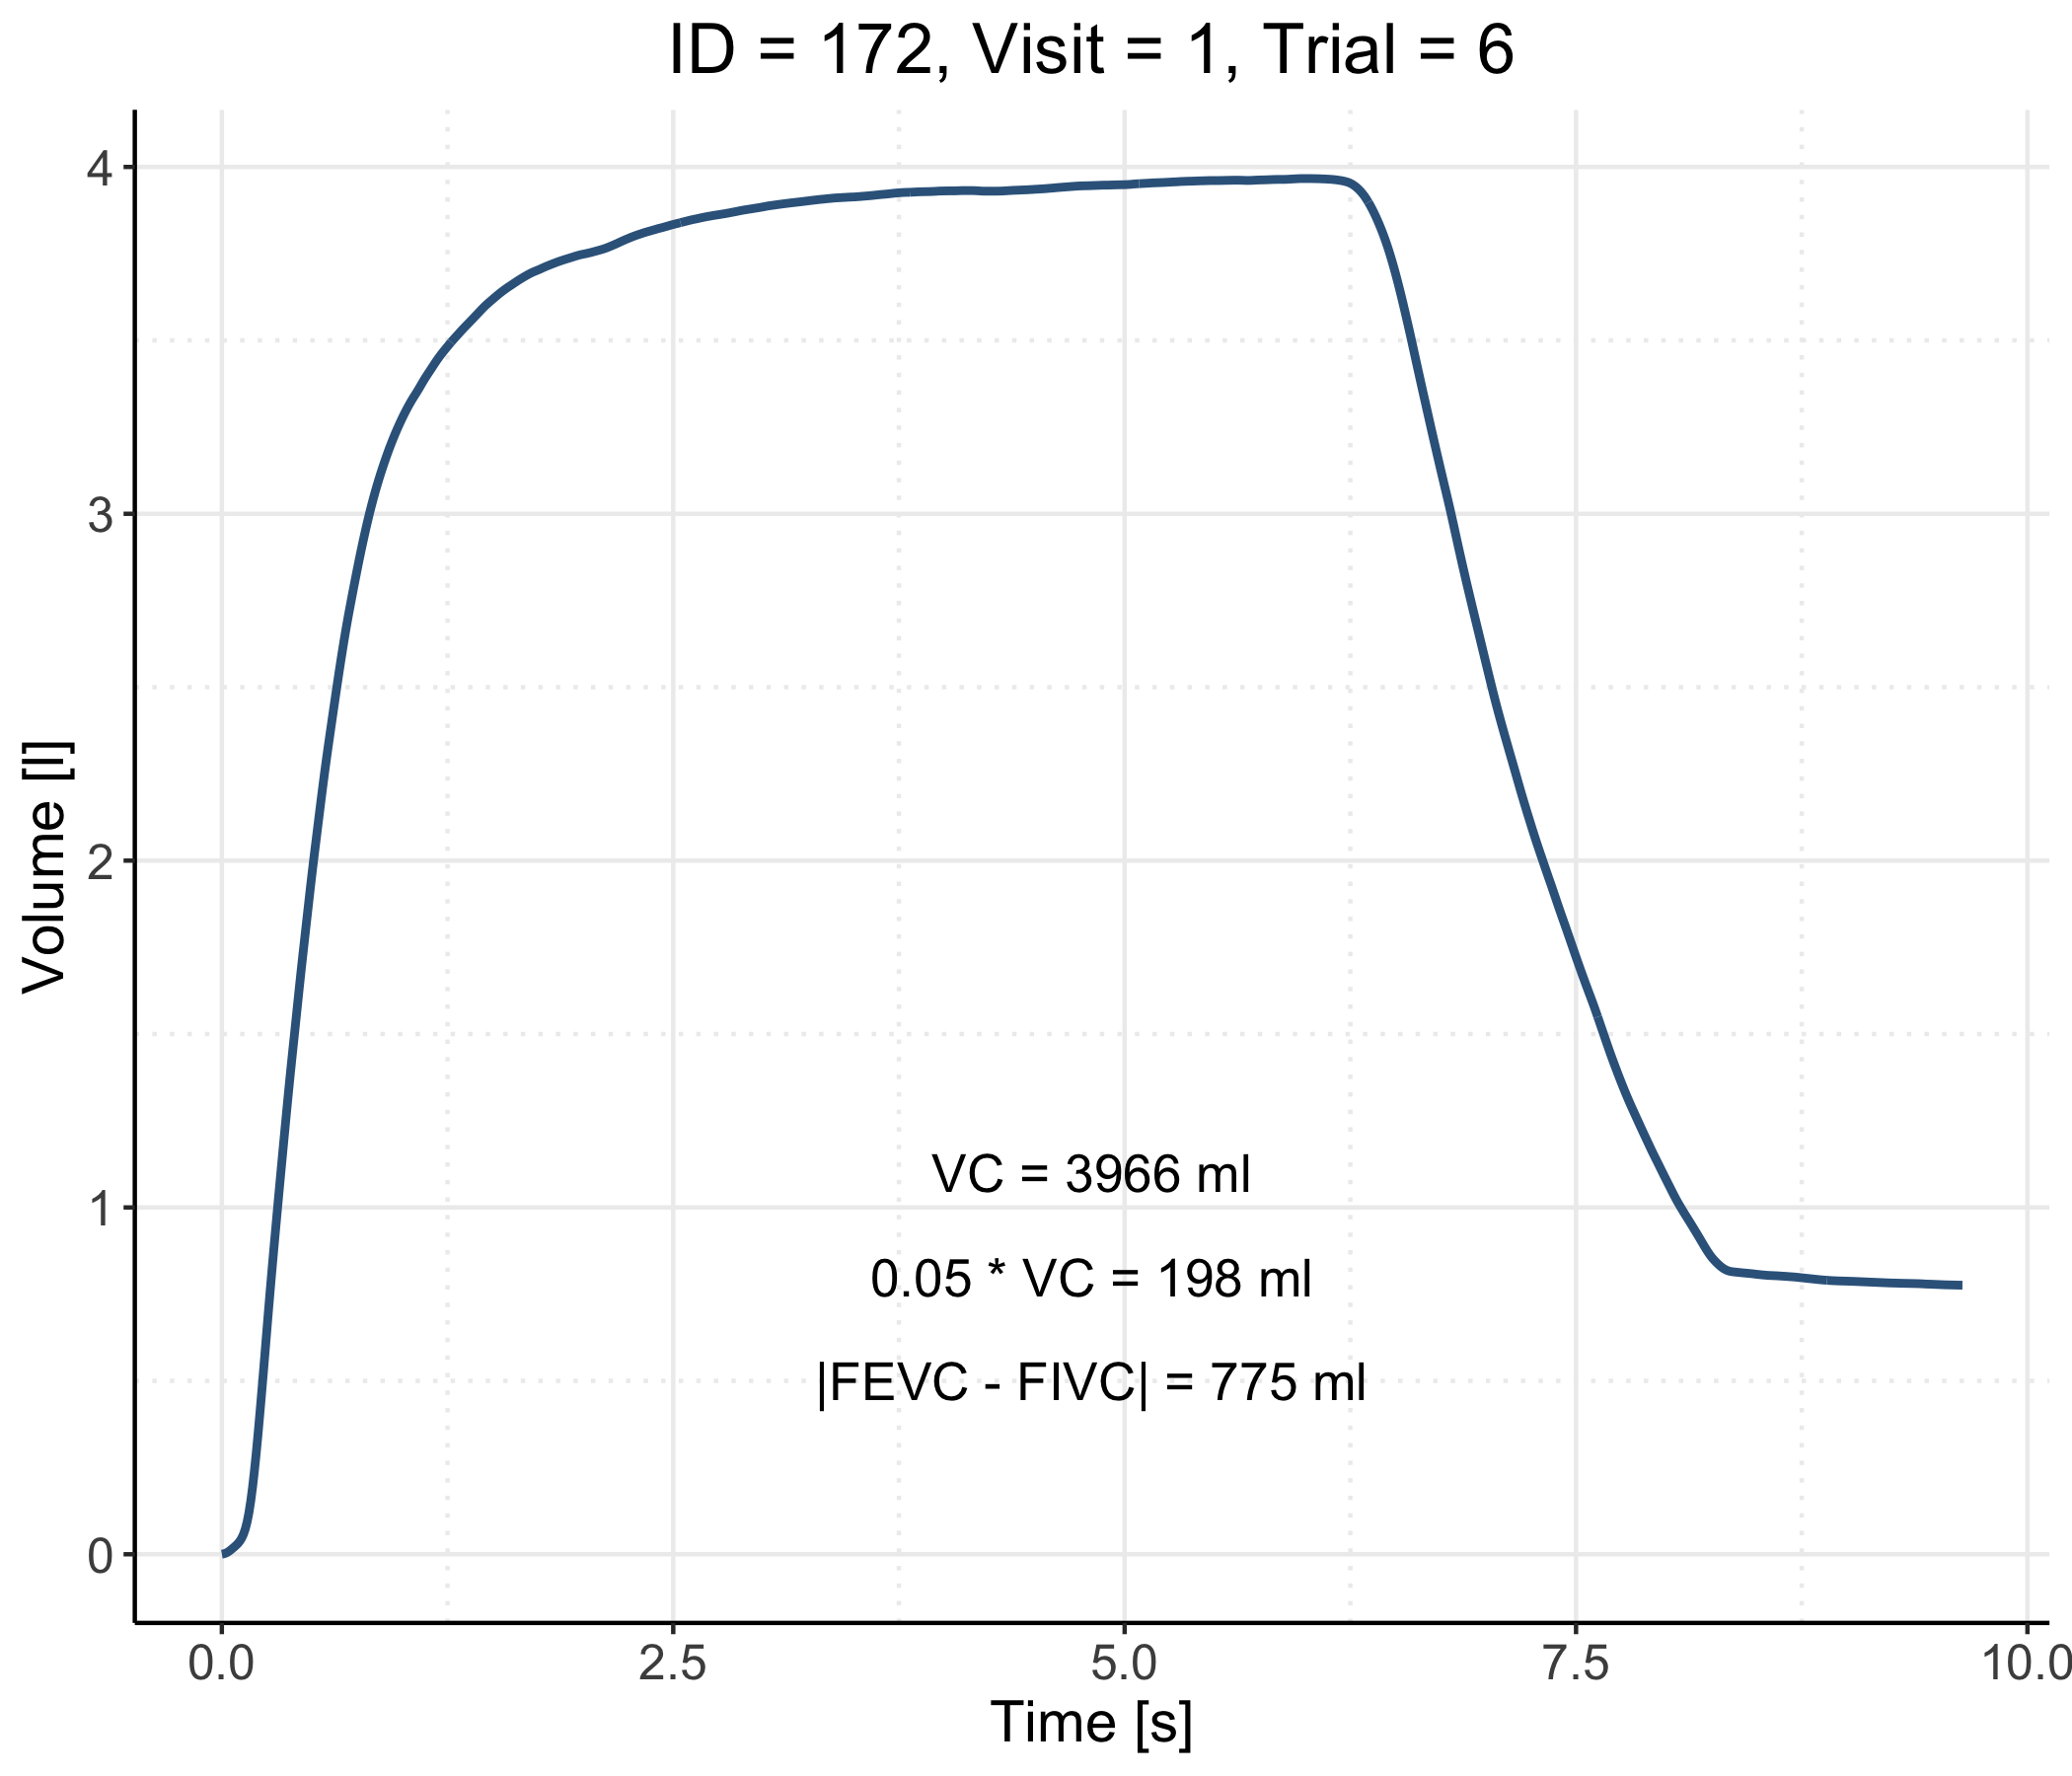 ID = 172, Visit = 1, Trial = 6
4
3
2
1
0
Volume [l]
VC = 3966 ml
0.05 * VC = 198 ml
|FEVC - FIVC| = 775 ml
0.0 2.5 5.0 7.5 10.0
Time [s]